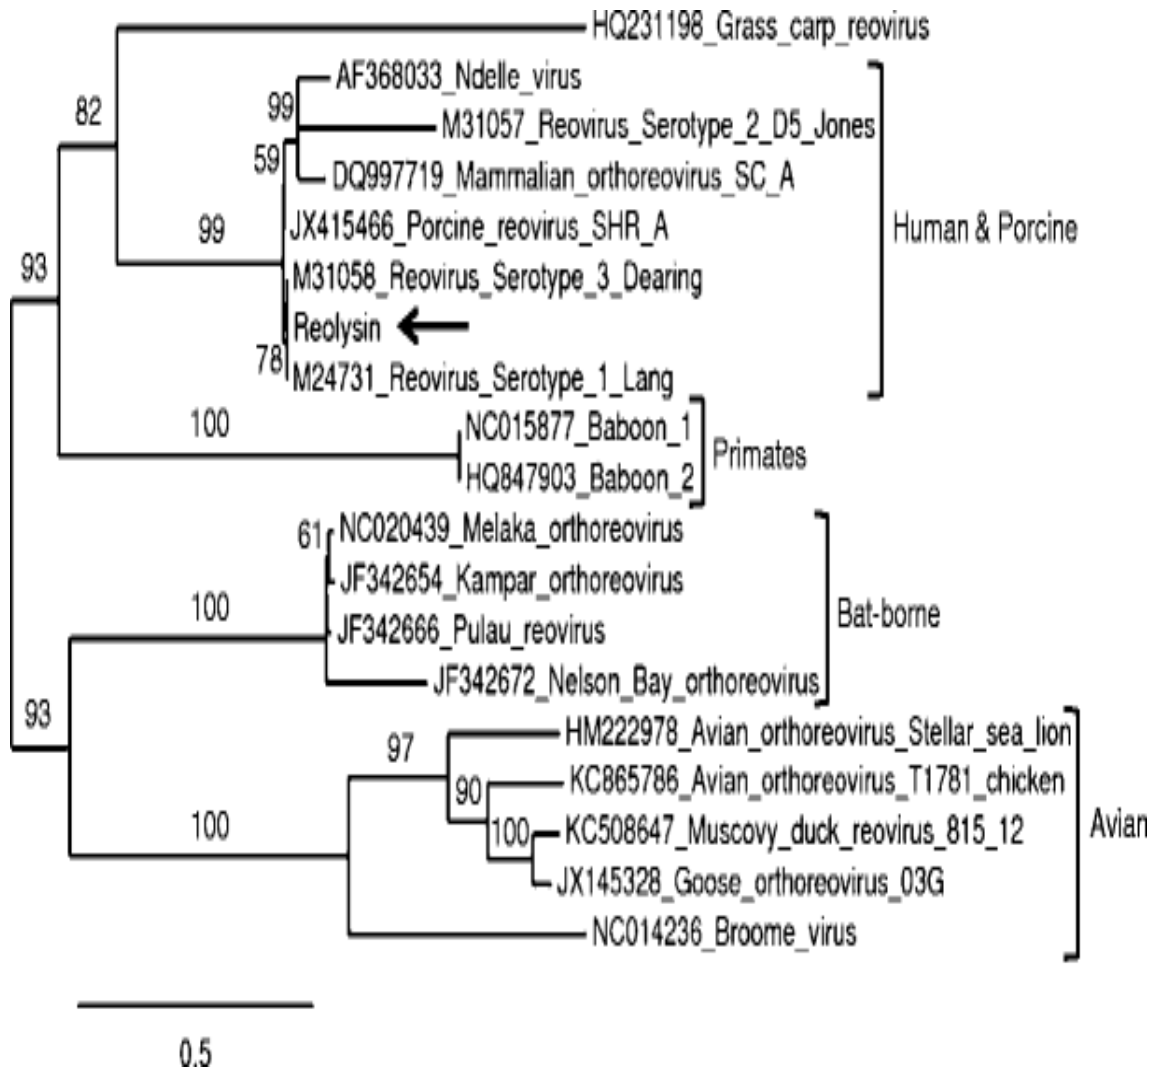 HQ231198_Grass_carp_reovirus
AF368033_Ndelle_virus
82
99
M31057_Reovirus_Serotype_2_D5_Jones
59
DQ997719_Mammalian_orthoreovirus_SC_A
99
JX415466_Porcine_reovirus_SHR_A
Human & Porcine
93
M31058_Reovirus_Serotype_3_Dearing
Reolysin
78
M24731_Reovirus_Serotype_1_Lang
100
NC015877_Baboon_1
Primates
HQ847903_Baboon_2
61
NC020439_Melaka_orthoreovirus
JF342654_Kampar_orthoreovirus
100
Bat-borne
JF342666_Pulau_reovirus
JF342672_Nelson_Bay_orthoreovirus
93
HM222978_Avian_orthoreovirus_Stellar_sea_lion
97
KC865786_Avian_orthoreovirus_T1781_chicken
90
100
100
KC508647_Muscovy_duck_reovirus_815_12
Avian
JX145328_Goose_orthoreovirus_03G
NC014236_Broome_virus
0.5